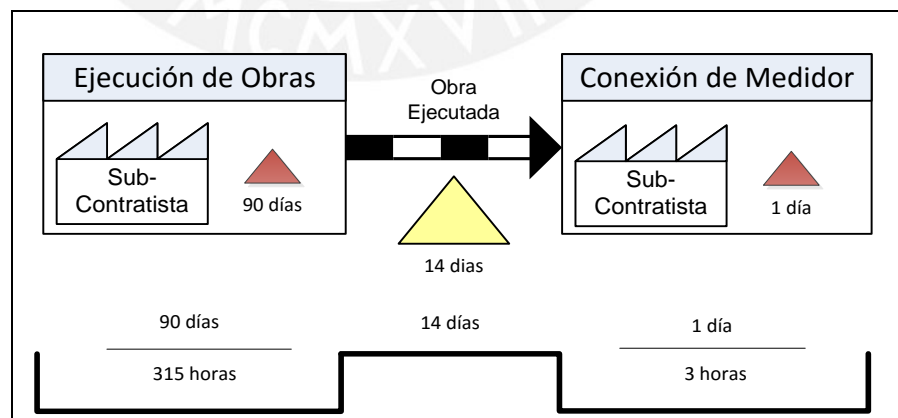 MCMXVII
Ejecución de Obras
Obra
Ejecutada
Conexión de Medidor
Sub-
Contratista
90 días
14 dias
Sub-
Contratista
1 día
90 días
315 horas
14 días
1 día
3 horas